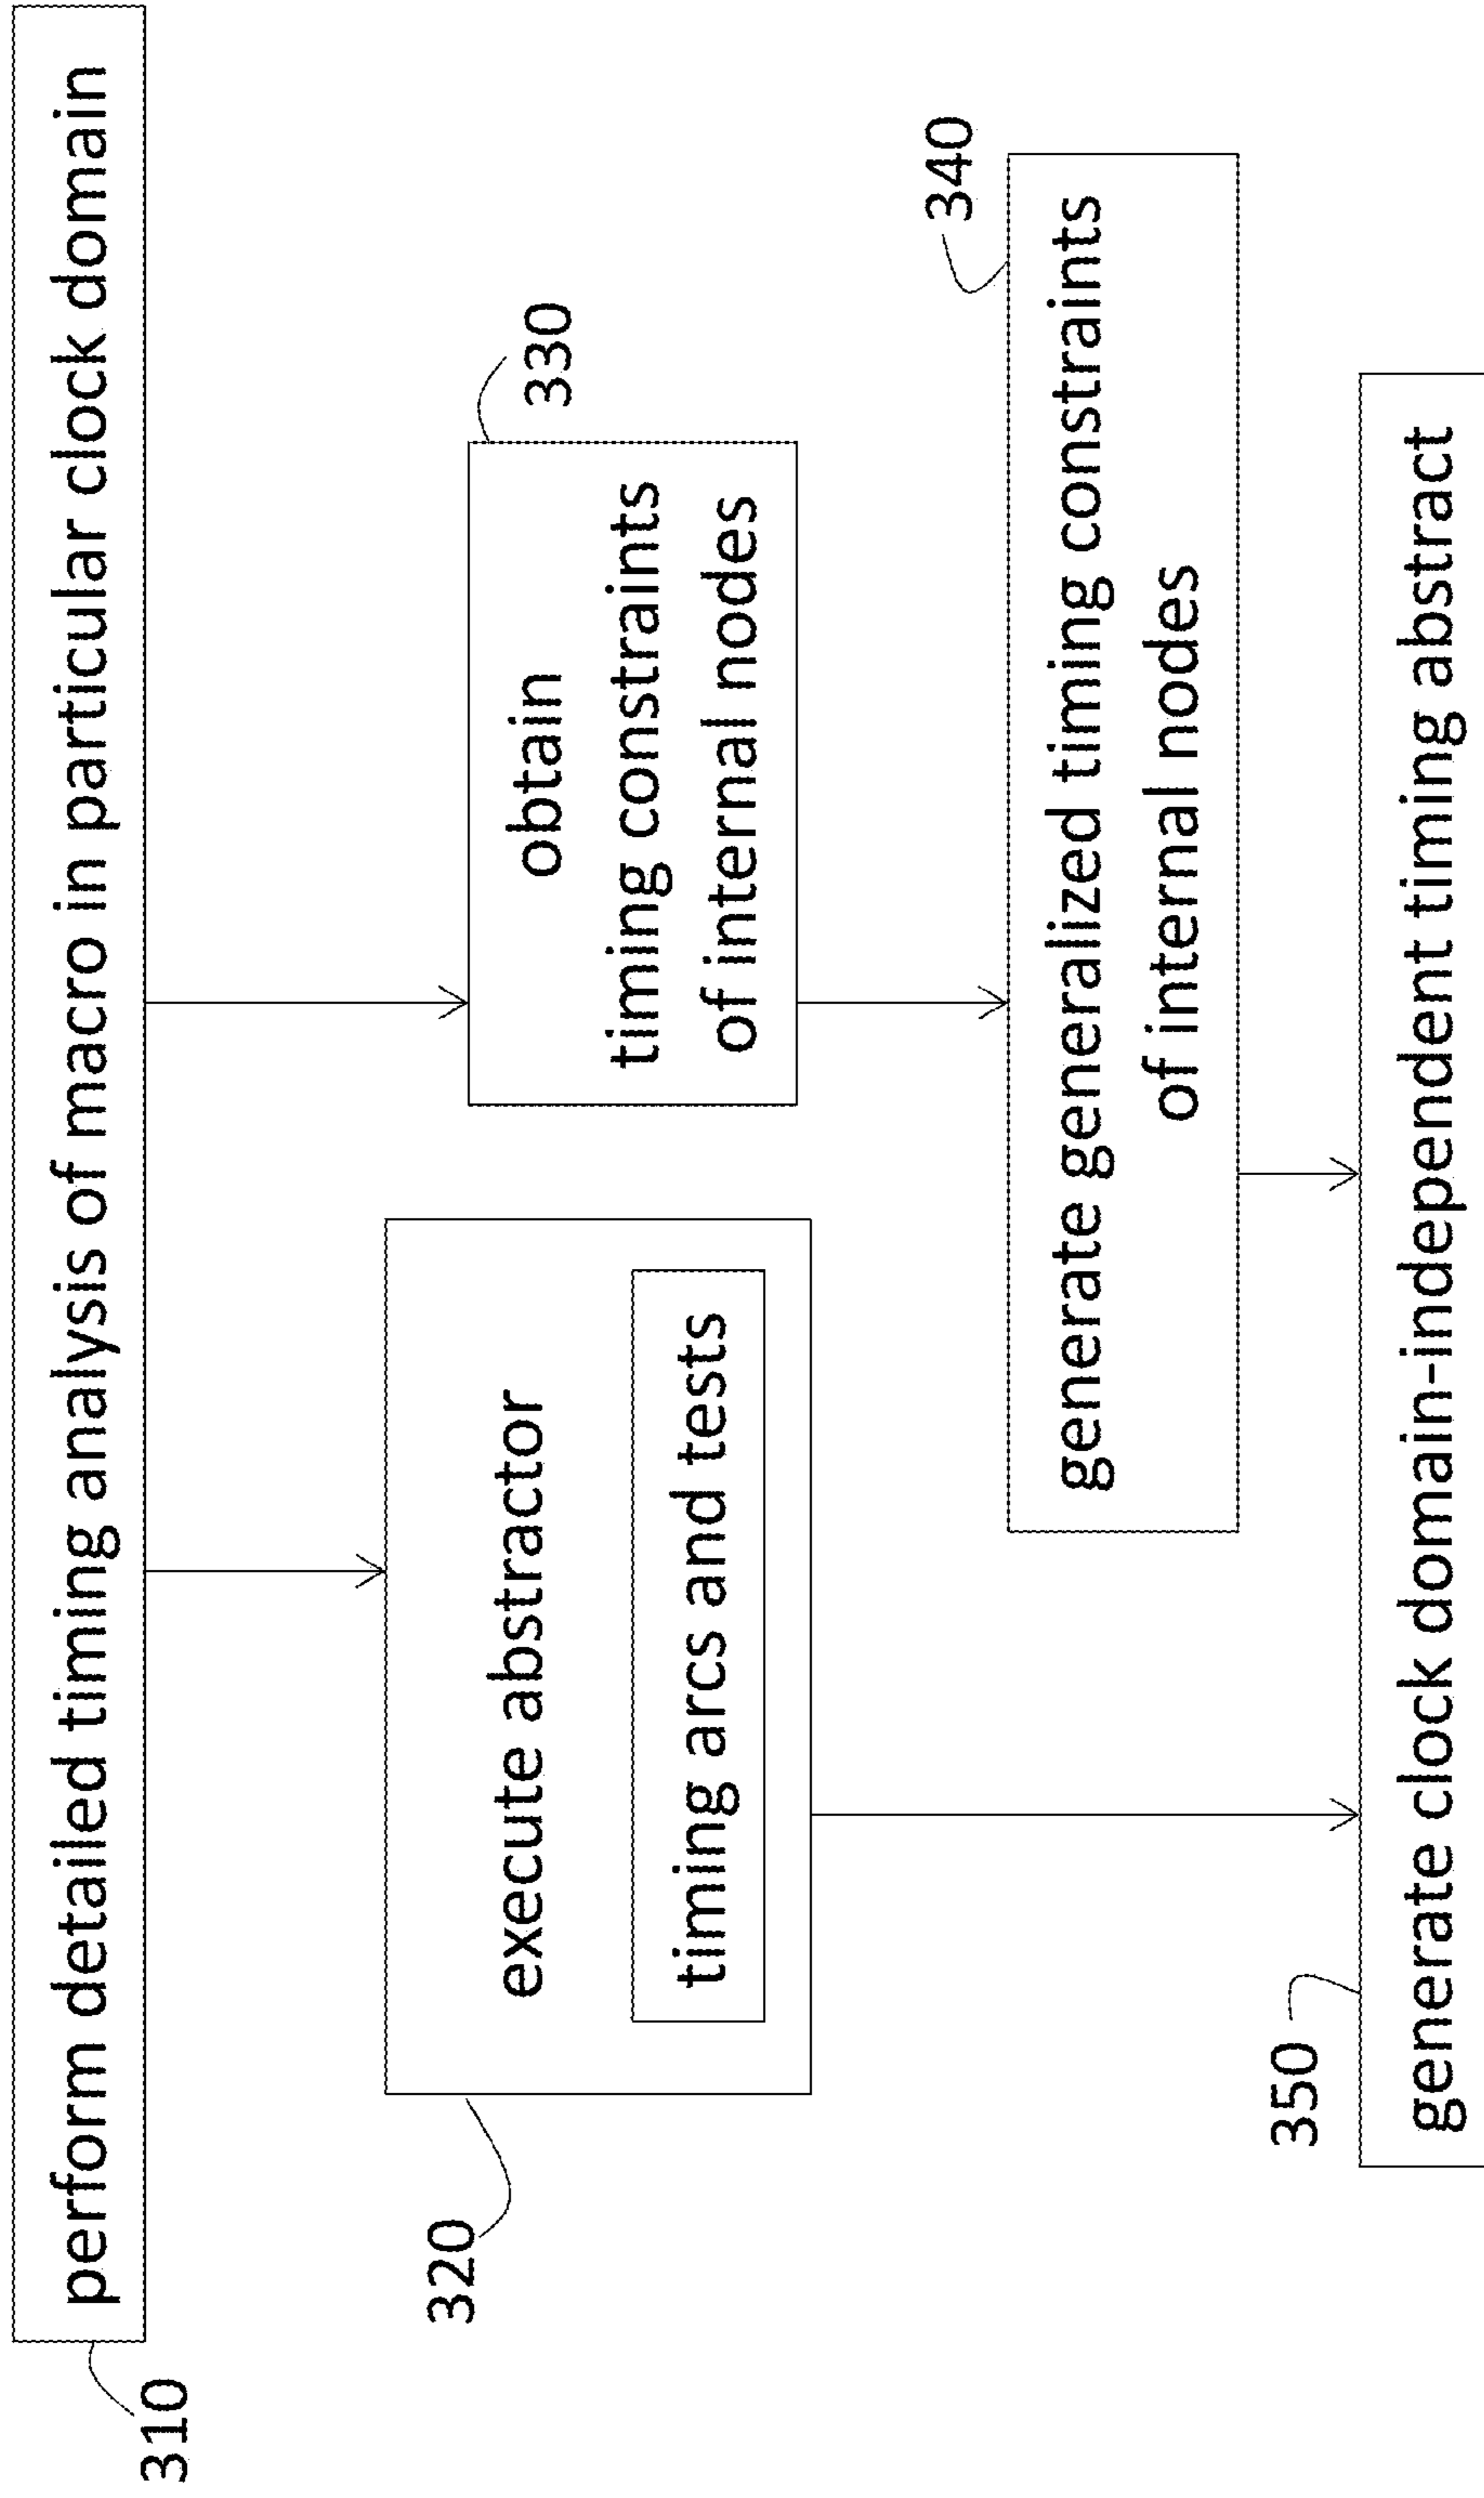 310
perform detailed timing analysis of macro in particular clock domain
320
execute abstractor
timing arcs and tests
330
obtain
timing constraints
of internal nodes
340
generate generalized timing constraints
of internal nodes
350
generate clock domain-independent timing abstract